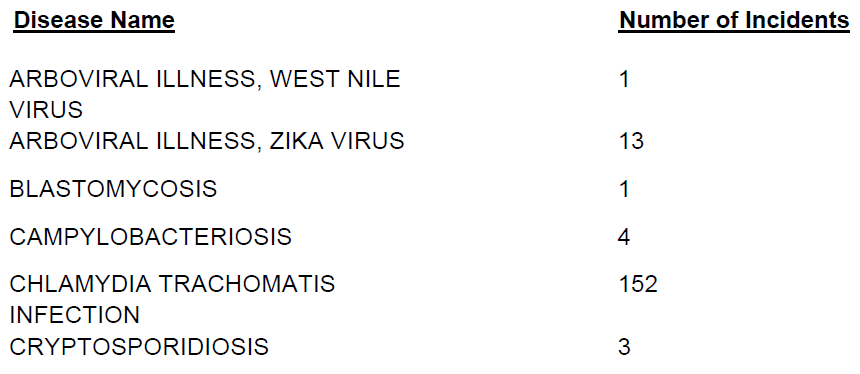 Disease Name Number of Incidents
ARBOVIRAL ILLNESS, WEST NILE 1
VIRUS
ARBOVIRAL ILLNESS, ZIKA VIRUS 13
BLASTOMYCOSIS 1
CAMPYLOBACTERIOSIS 4
CHLAMYDIA TRACHOMATIS 152
INFECTION
CRYPTOSPORIDIOSIS 3